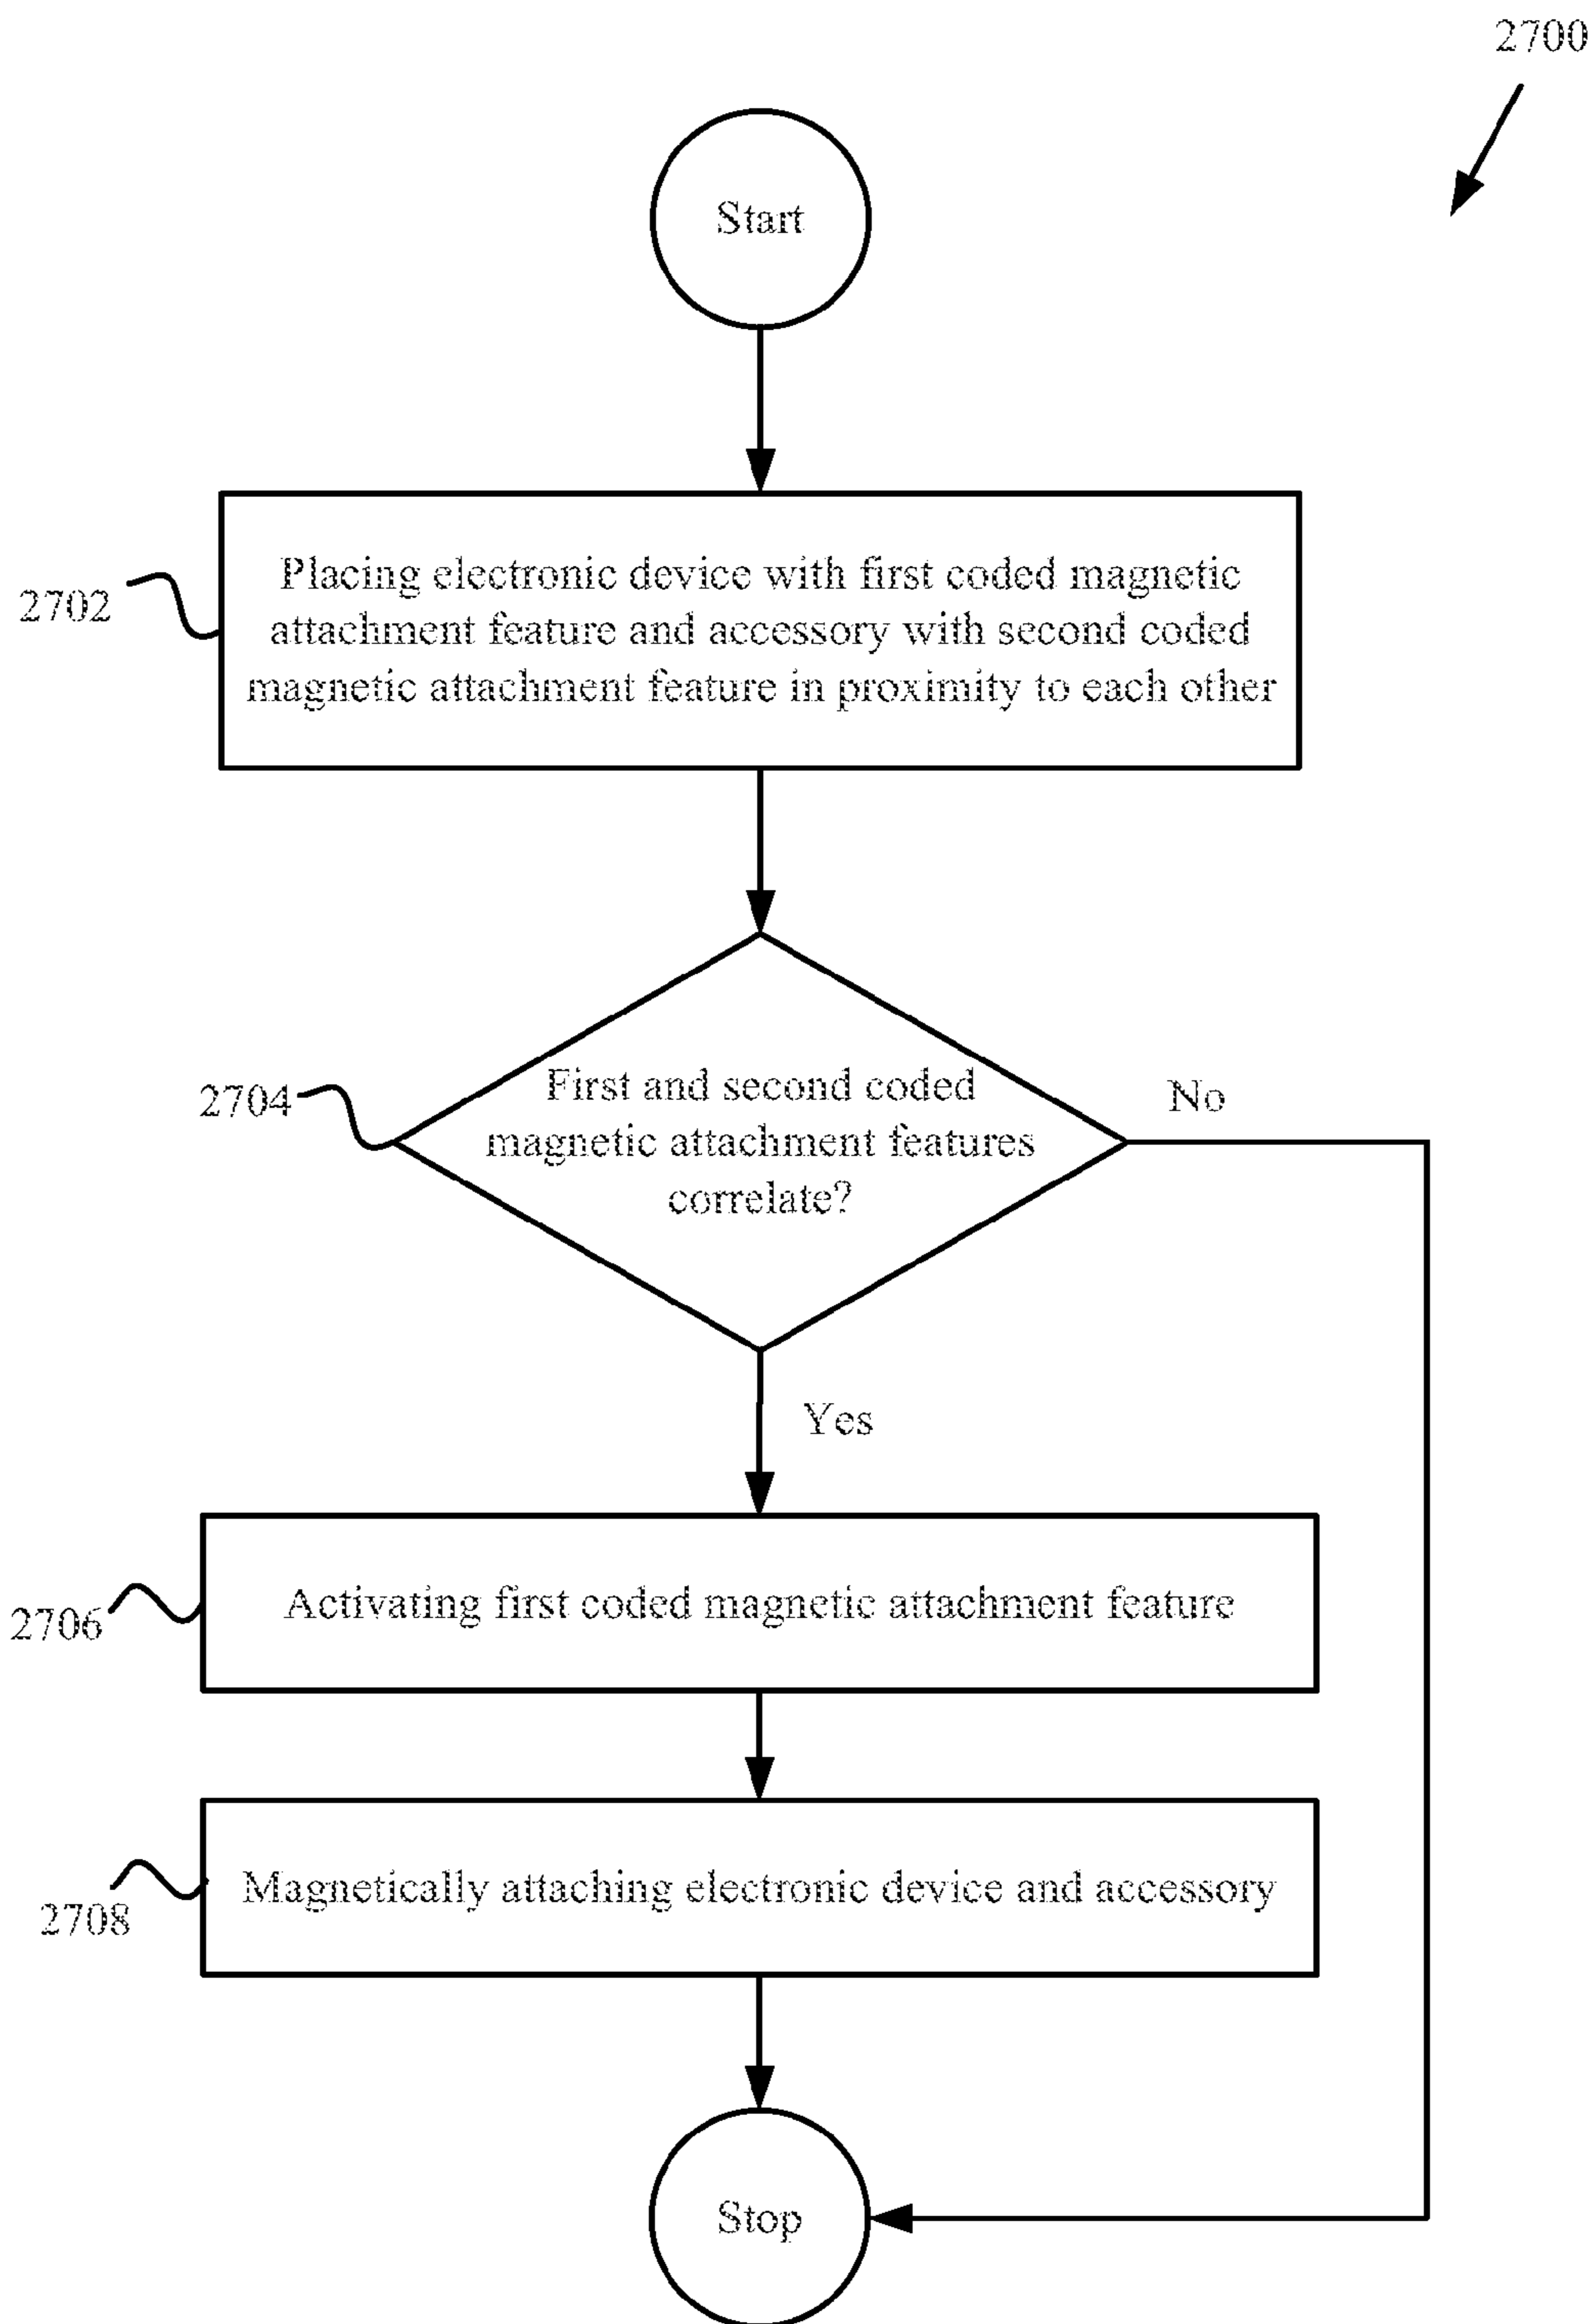 2700
Start
2702
Placing electronic device with first coded magnetic
attachment feature and accessory with second coded
magnetic attachment feature in proximity to each other
2704
First and second coded
magnetic attachment features
correlate?
No
Yes
2706
Activating first coded magnetic attachment feature
2708
Magnetically attaching electronic device and accessory
Stop